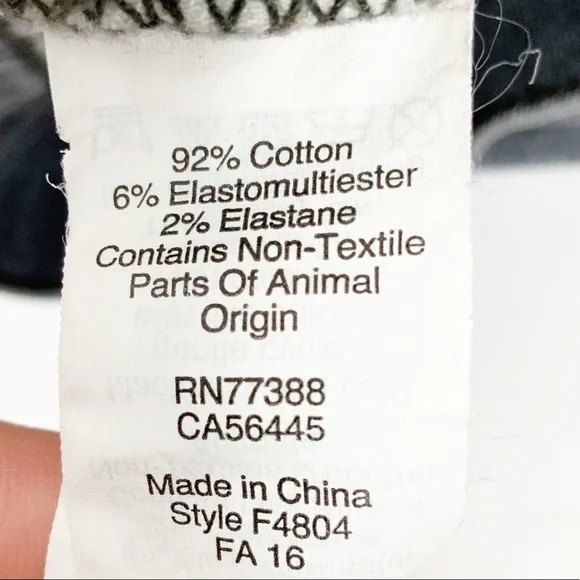 92% Cotton
6% Elastomultiester
2% Elastane
Contains Non-Textile
Parts Of Animal
Origin
RN77388
CA56445
Made in China
Style F4804
FA 16